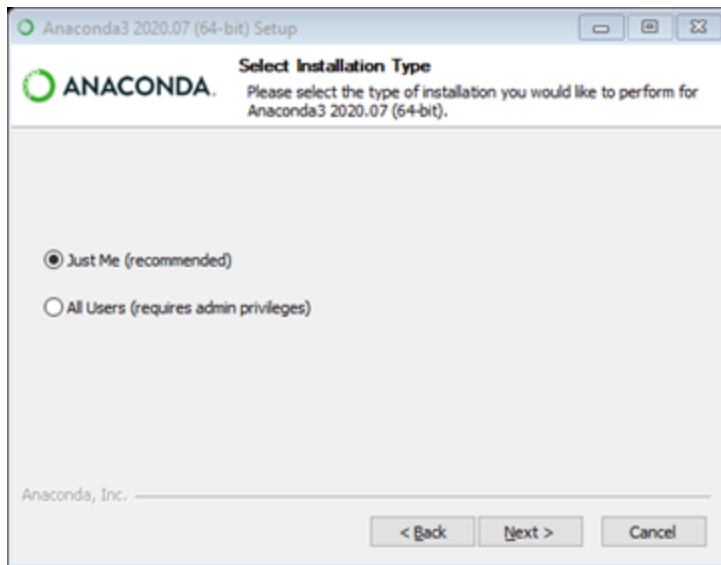 Anaconda3 2020.07 (64-bit) Setup
ANACONDA.
Select Installation Type
Please select the type of installation you would like to perform for
Anaconda3 2020.07 (64-bit).
Just Me (recommended)
All Users (requires admin privileges)
Anaconda, Inc.
< Back
Next >
Cancel